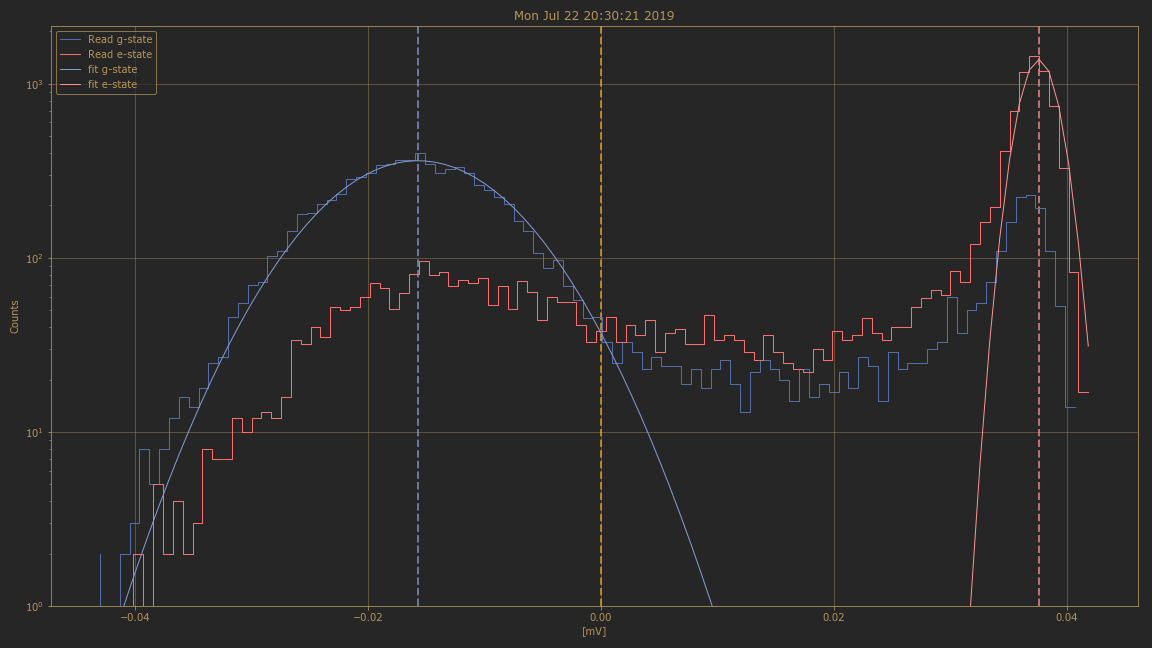 Mon Jul 22 20:30:21 2019
Read g-state
Read e-state
fit g-state
fit e-state
10³
10²
10¹
10⁰
Counts
−0.04
−0.02
0.00
0.02
0.04
[mV]